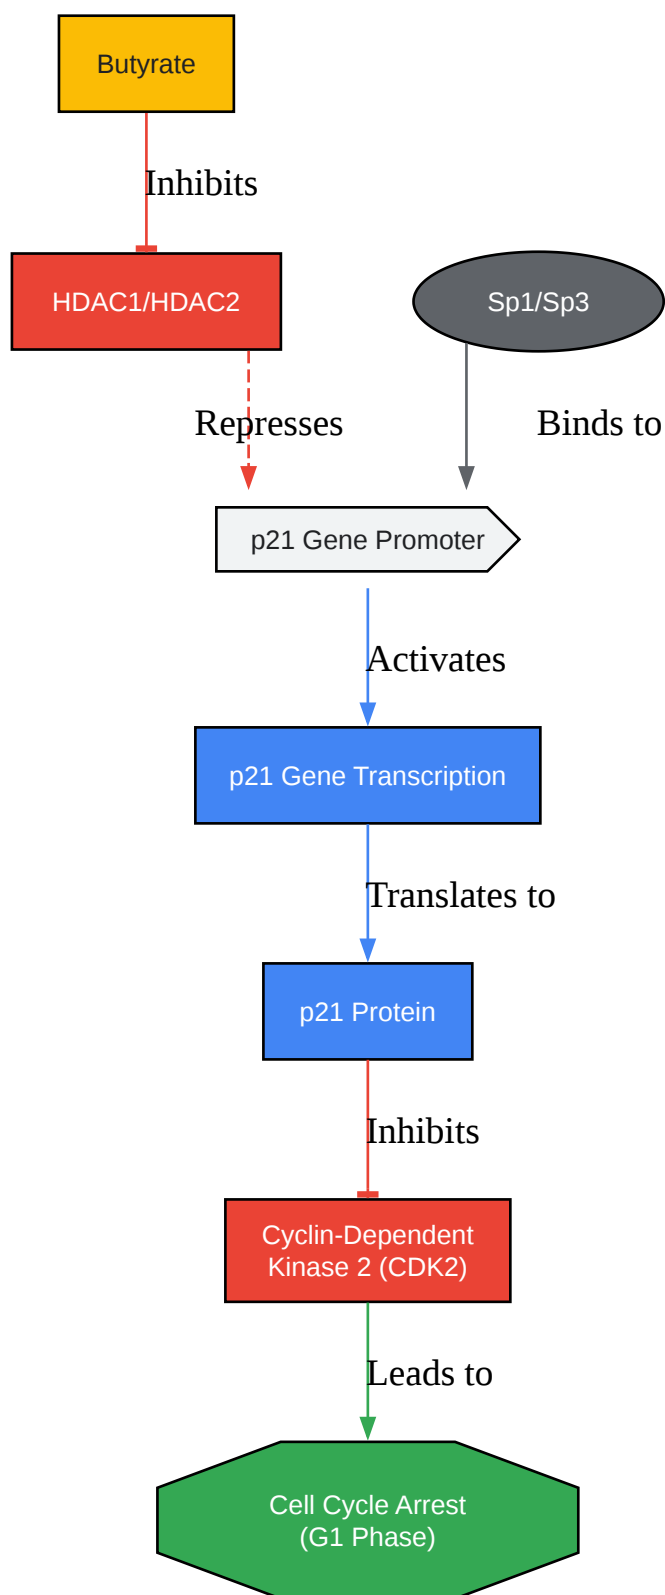 Butyrate
Inhibits
HDAC1/HDAC2
Sp1/Sp3
Represses
Binds to
p21 Gene Promoter
Activates
p21 Gene Transcription
Translates to
p21 Protein
Inhibits
Cyclin-Dependent
Kinase 2 (CDK2)
Leads to
Cell Cycle Arrest
(G1 Phase)